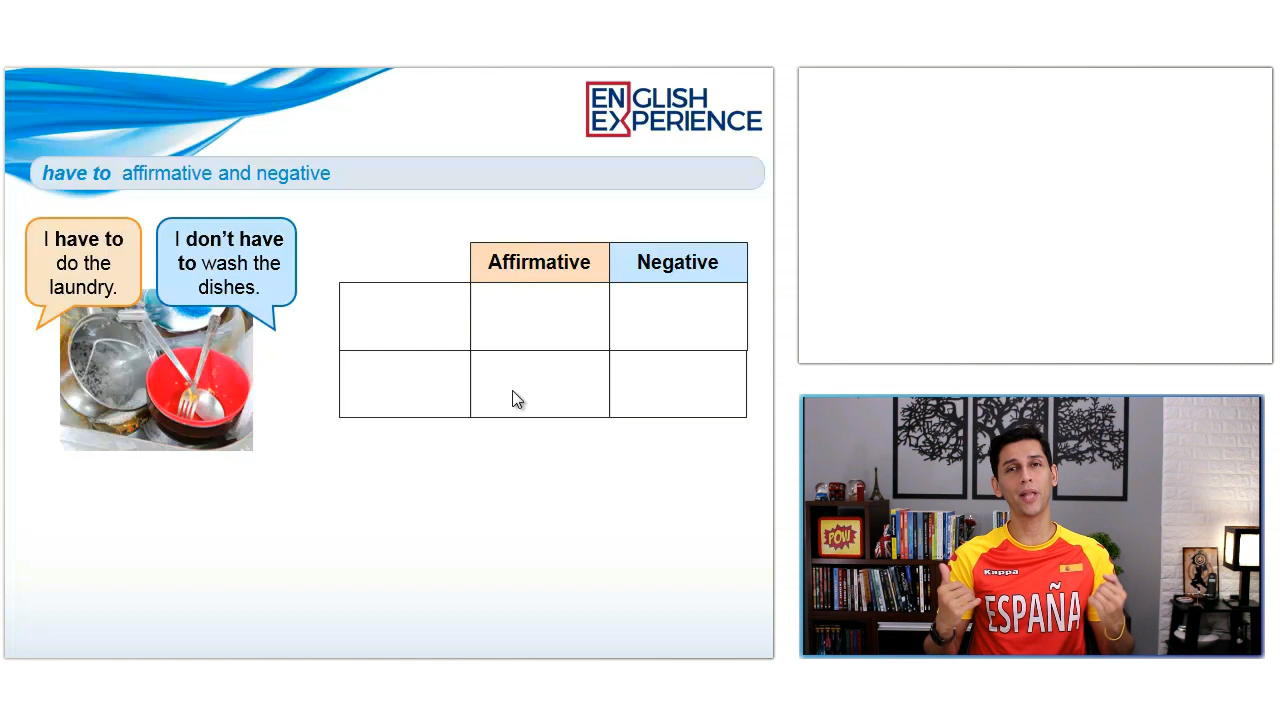 ENGLISH
EXPERIENCE
have to affirmative and negative
I have to
do the
laundry.
I don't have
to wash the
dishes.
Affirmative
Negative
POW
Kappa
ESPAÑA